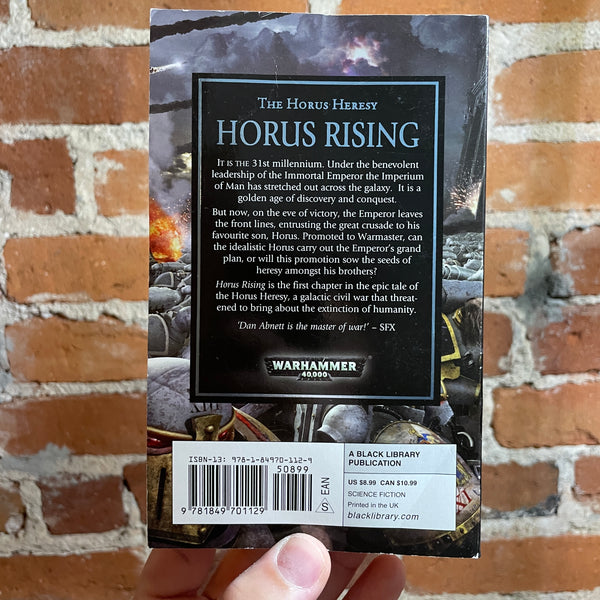 The Horus Heresy
HORUS RISING
It is the 31st millennium. Under the benevolent
leadership of the Immortal Emperor the Imperium
of Man has stretched out across the galaxy. It is a
golden age of discovery and conquest.
But now, on the eve of victory, the Emperor leaves
the front lines, entrusting the great crusade to his
favourite son, Horus. Promoted to Warmaster, can
the idealistic Horus carry out the Emperor's grand
plan, or will this promotion sow the seeds of
heresy amongst his brothers?
Horus Rising is the first chapter in the epic tale of
the Horus Heresy, a galactic civil war that threat-
ened to bring about the extinction of humanity.
'Dan Abnett is the master of war!' – SFX
WARHAMMER
40,000
XIII
ISBN-13: 978-1-84970-112-9
50899
9 781849 701129
S
EAN
A BLACK LIBRARY
PUBLICATION
US $8.99 CAN $10.99
SCIENCE FICTION
Printed in the UK
blacklibrary.com